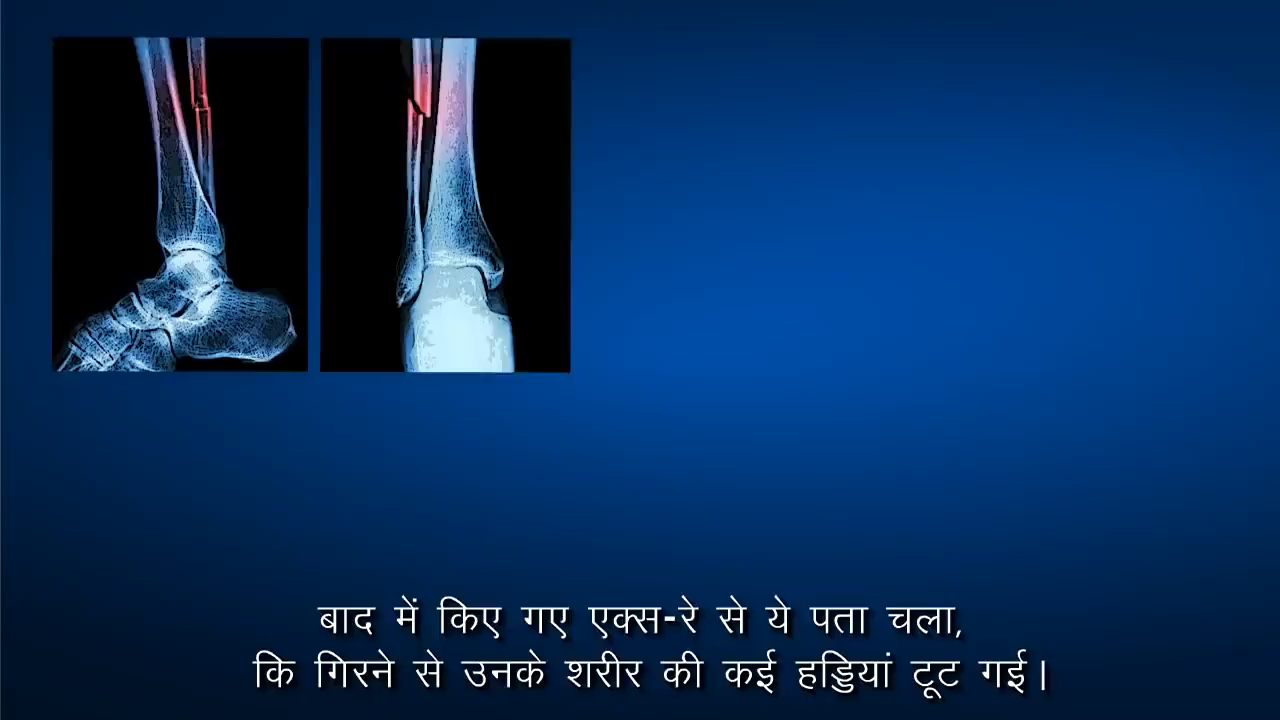 बाद में किए गए एक्स-रे से ये पता चला,
कि गिरने से उनके शरीर की कई हड्डियां टूट गई।